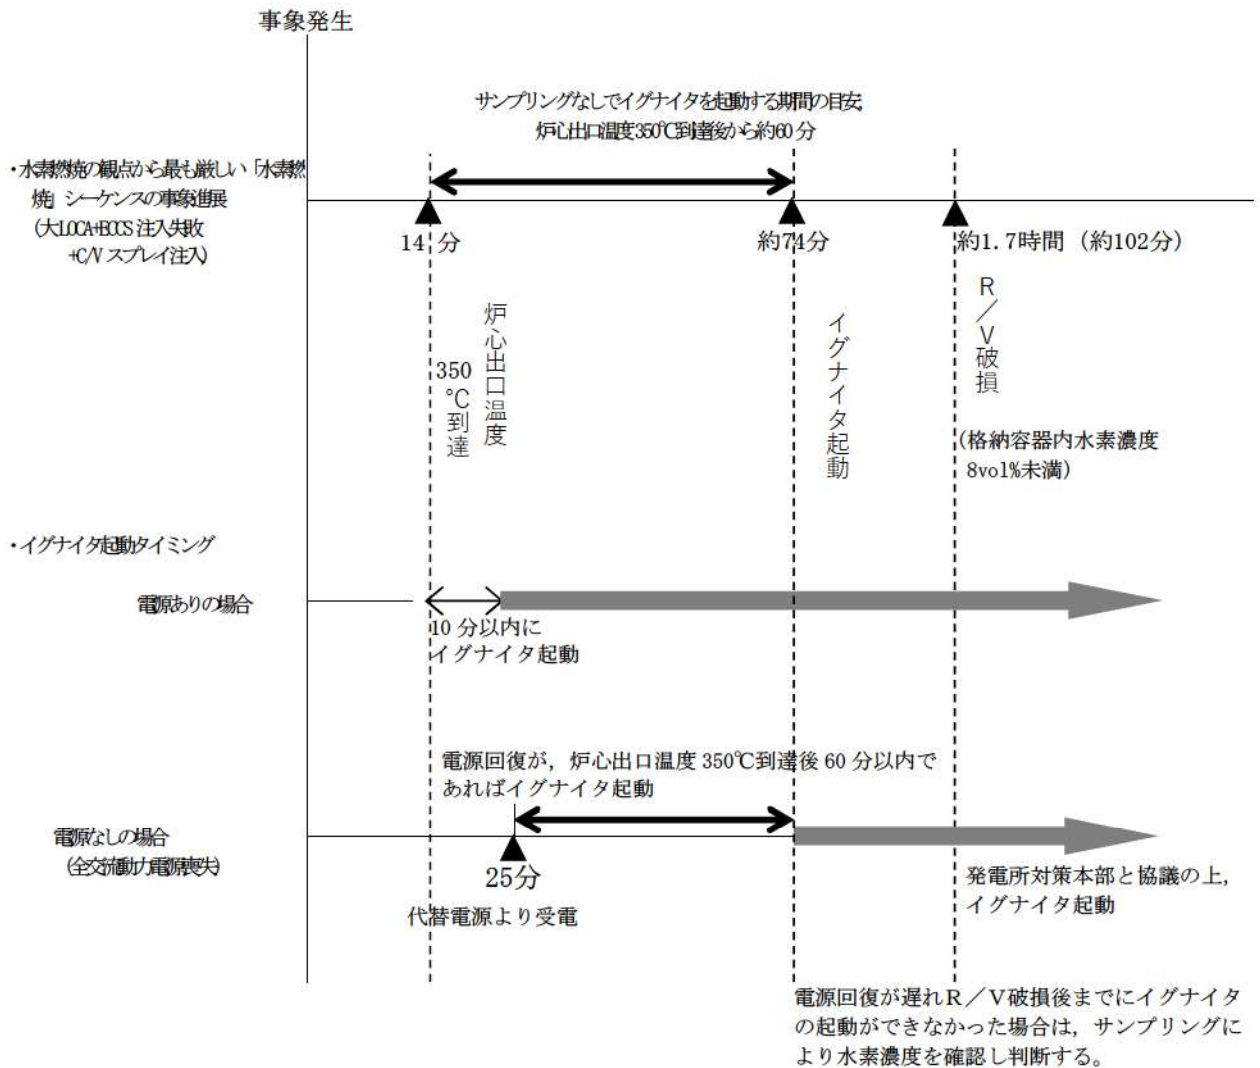 事象発生
サンプリングなしでイグナイタを起動する期間の目安;
炉心出口温度350℃到達後から約60分
・水素燃焼の観点から最も厳しい「水素燃
焼」シーケンスの事象進展
(大LOCA+ECCS 注入失敗
+C/V スプレイ注入)
14 分
約74分
約1.7時間（約102分）
炉心出口温度
350
℃到達
イグナイタ起動
Ｒ／Ｖ破損
(格納容器内水素濃度
8vol%未満)
・イグナイタ起動タイミング
電源ありの場合
10 分以内に
イグナイタ起動
電源回復が，炉心出口温度 350℃到達後 60 分以内で
あればイグナイタ起動
電源なしの場合
(全交流動力電源喪失)
25分
代替電源より受電
発電所対策本部と協議の上，
イグナイタ起動
電源回復が遅れＲ／Ｖ破損後までにイグナイタ
の起動ができなかった場合は，サンプリングに
より水素濃度を確認し判断する。